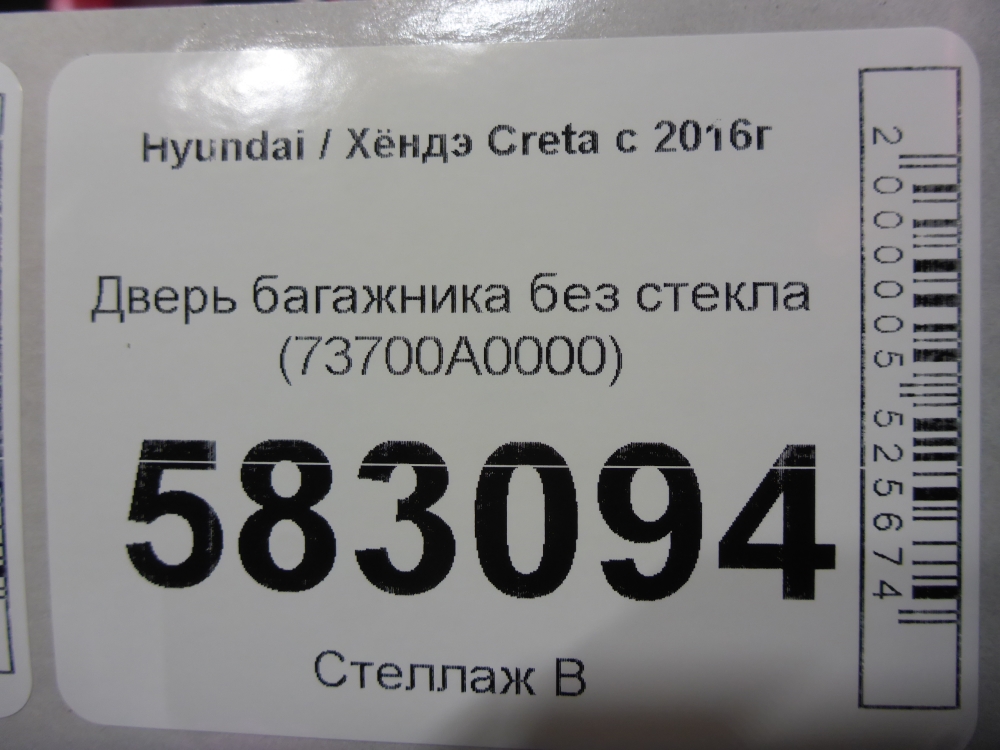 Hyundai / Хёндэ Creta с 2016г
Дверь багажника без стекла
(73700A0000)
583094
Стеллаж В
2000005525674